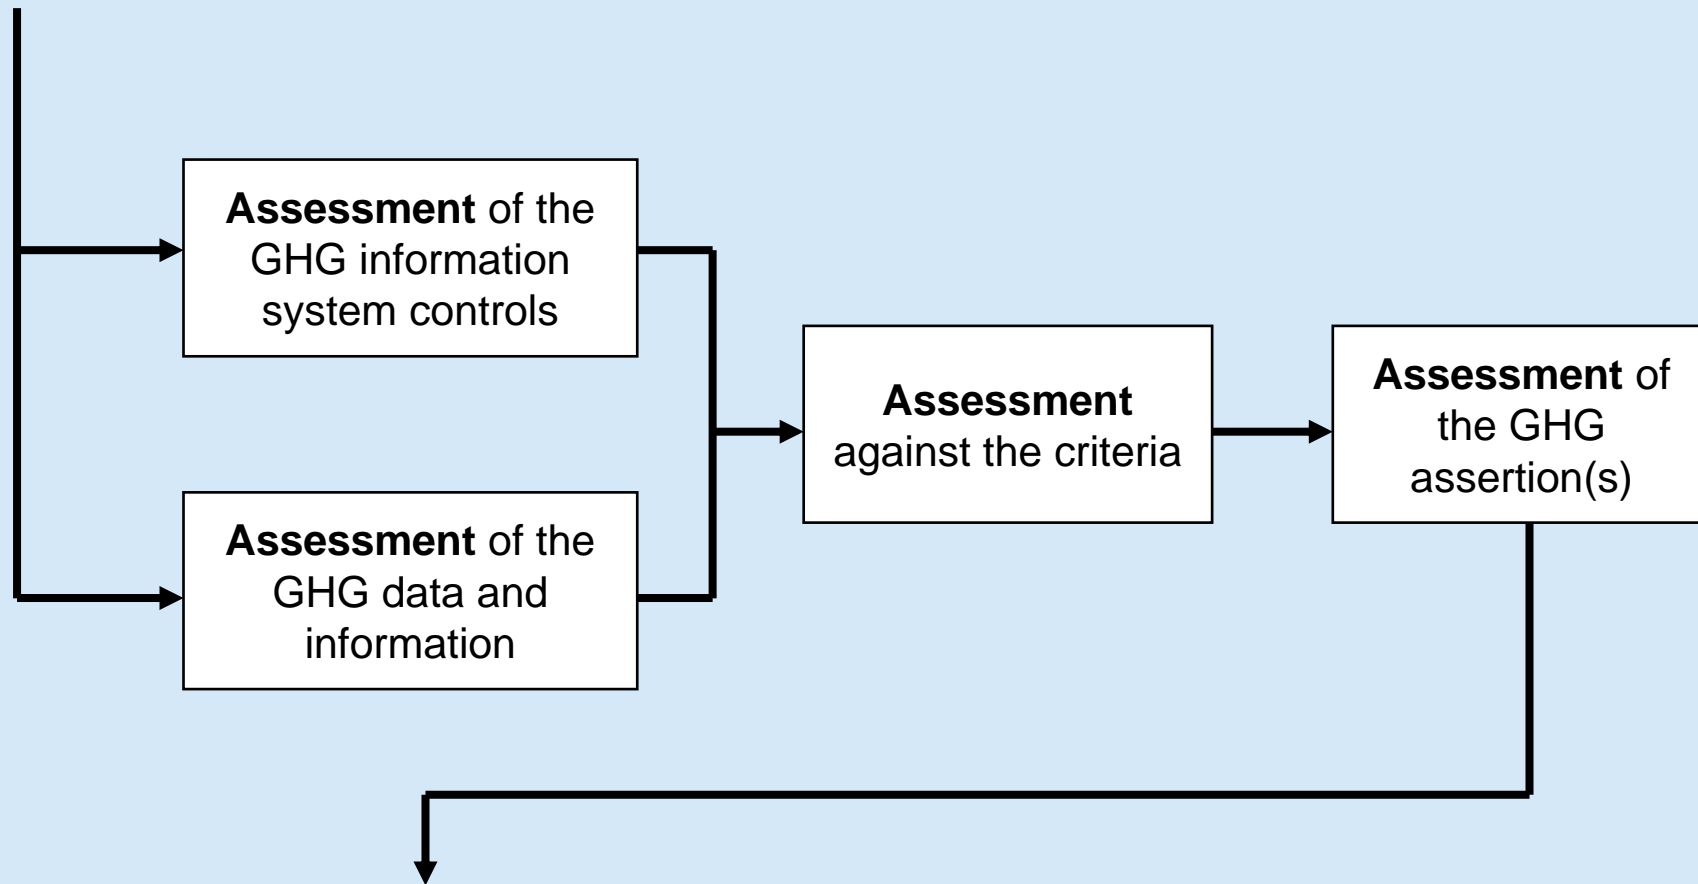 Assessment of the
GHG information
system controls
Assessment
against the criteria
Assessment of
the GHG
assertion(s)
Assessment of the
GHG data and
information